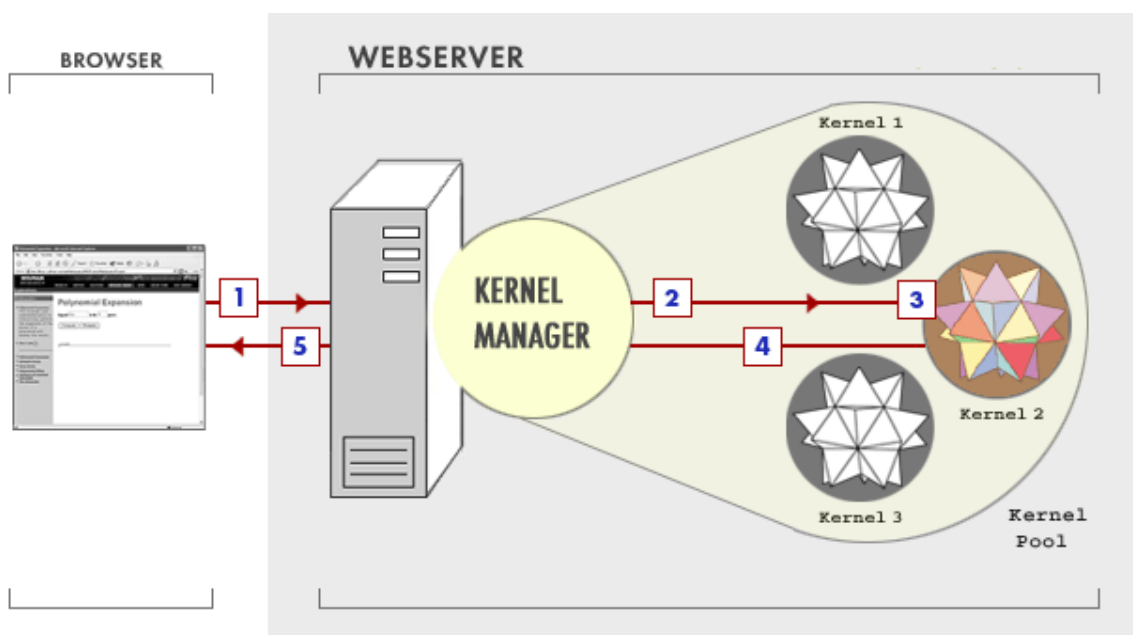 BROWSER
WEBSERVER
Kernel 1
Polynomial Expansion
1
5
KERNEL
MANAGER
2
3
4
Kernel 2
Kernel 3
Kernel
Pool